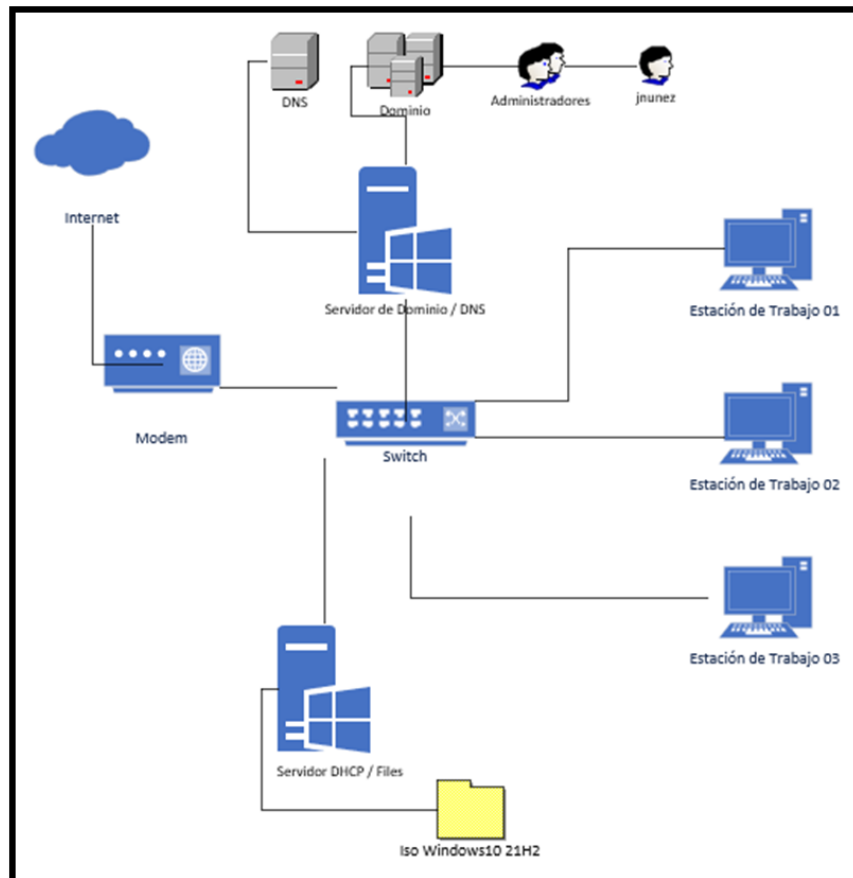 DNS
Dominio
Administradores
jnunez
Internet
Servidor de Dominio / DNS
Estación de Trabajo 01
Modem
Switch
Estación de Trabajo 02
Estación de Trabajo 03
Servidor DHCP / Files
Iso Windows10 21H2